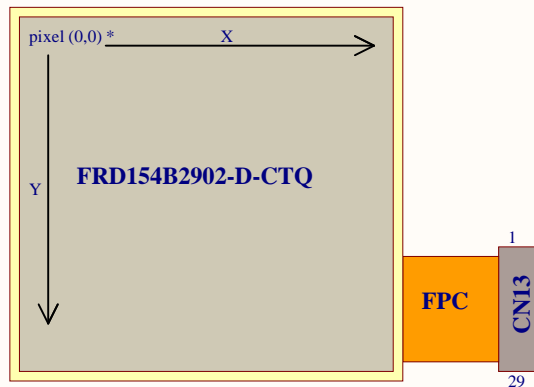 pixel (0,0) *
X
Y
FRD154B2902-D-CTQ
1
FPC
CN13
29